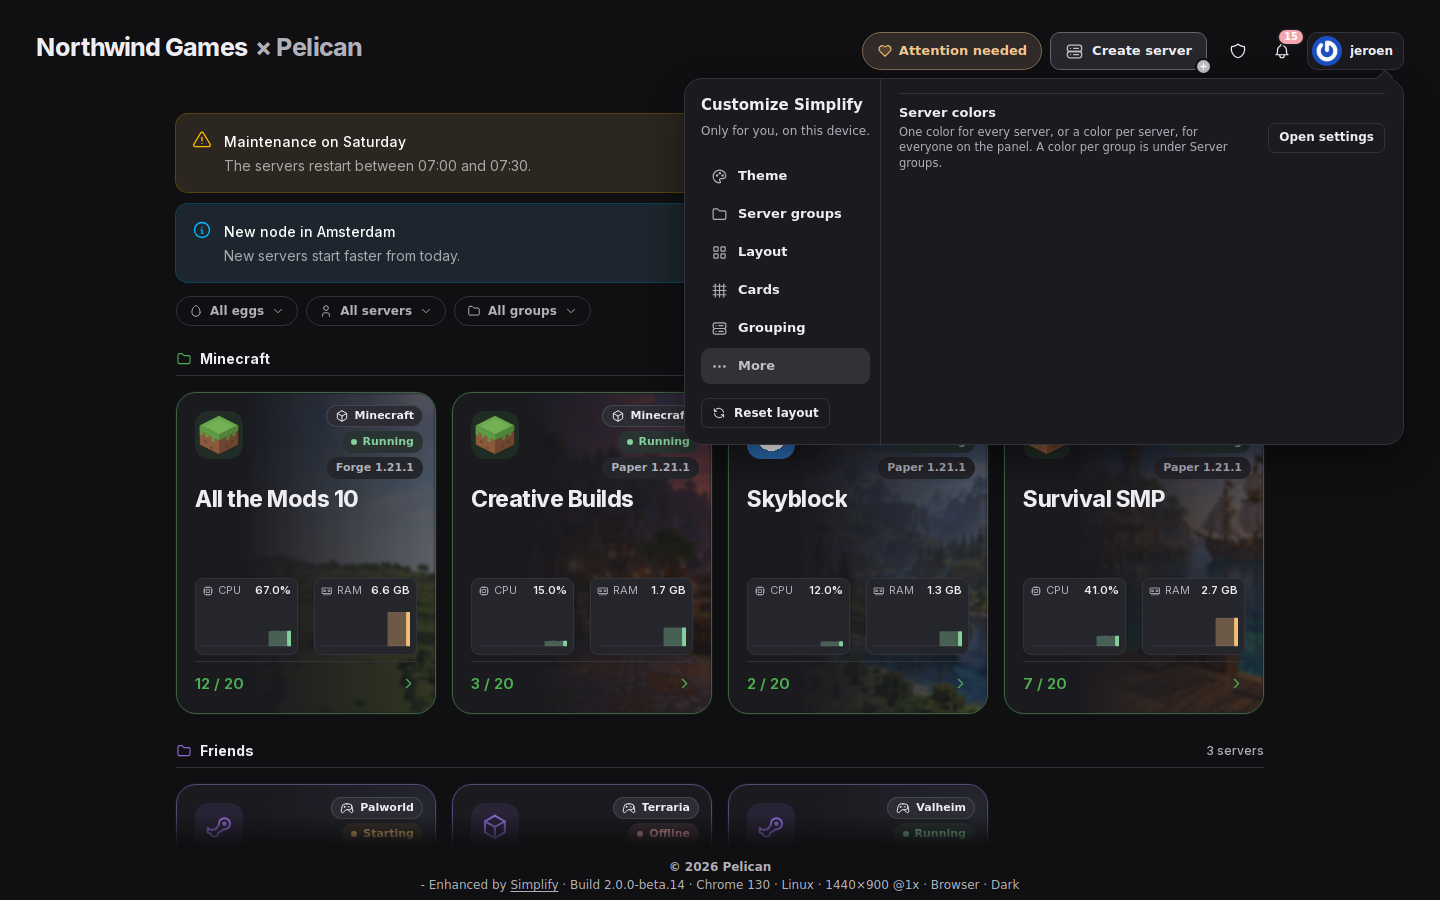 Northwind Games × Pelican
Attention needed
Create server
15
jeroen
Customize Simplify
Only for you, on this device.
Theme
Server groups
Layout
Cards
Grouping
More
Reset layout
Server colors
One color for every server, or a color per server, for
everyone on the panel. A color per group is under Server
groups.
Open settings
Maintenance on Saturday
The servers restart between 07:00 and 07:30.
New node in Amsterdam
New servers start faster from today.
All eggs
All servers
All groups
Minecraft
Minecraft
Running
Forge 1.21.1
All the Mods 10
CPU 67.0%
RAM 6.6 GB
12 / 20
Minecraf
Running
Paper 1.21.1
Creative Builds
CPU 15.0%
RAM 1.7 GB
3 / 20
Paper 1.21.1
Skyblock
CPU 12.0%
RAM 1.3 GB
2 / 20
Paper 1.21.1
Survival SMP
CPU 41.0%
RAM 2.7 GB
7 / 20
Friends
3 servers
Palworld
Starting
Terraria
Offline
Valheim
Running
© 2026 Pelican
- Enhanced by Simplify · Build 2.0.0-beta.14 · Chrome 130 · Linux · 1440×900 @1x · Browser · Dark